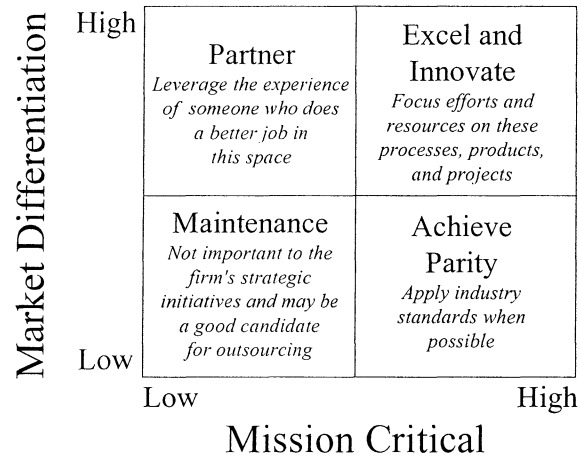 Market Differentiation
High
Partner
Leverage the experience
of someone who does
a better job in
this space
Excel and
Innovate
Focus efforts and
resources on these
processes, products,
and projects
Maintenance
Not important to the
firm's strategic
initiatives and may be
a good candidate
for outsourcing
Achieve
Parity
Apply industry
standards when
possible
Low
Low
High
Mission Critical